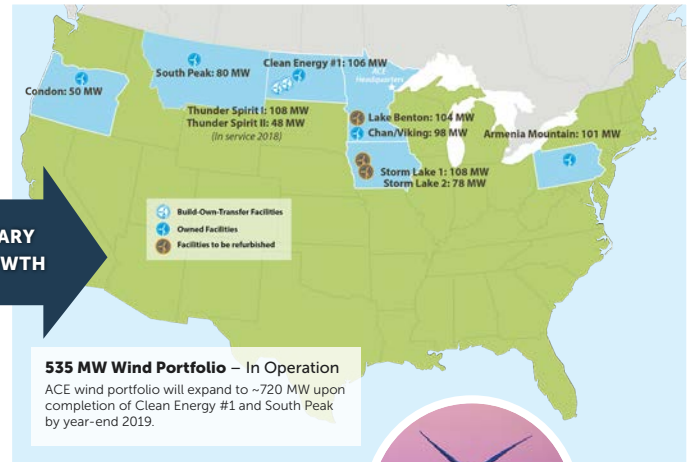 Clean Energy #1: 106 MW
ACE
Headquarters
South Peak: 80 MW
Condon: 50 MW
Thunder Spirit I: 108 MW
Thunder Spirit II: 48 MW
(In service 2018)
Lake Benton: 104 MW
Chan/Viking: 98 MW
Armenia Mountain: 101 MW
Storm Lake 1: 108 MW
Storm Lake 2: 78 MW
Build-Own-Transfer Facilities
Owned Facilities
Facilities to be refurbished
ARY
WTH
535 MW Wind Portfolio – In Operation
ACE wind portfolio will expand to ~720 MW upon
completion of Clean Energy #1 and South Peak
by year-end 2019.